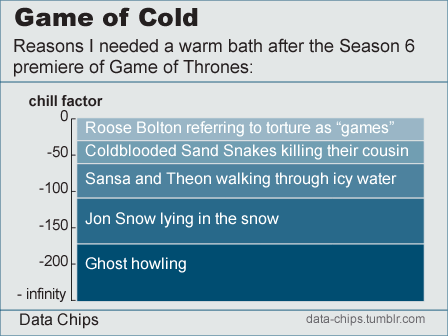 Game of Cold
Reasons I needed a warm bath after the Season 6
premiere of Game of Thrones:
chill factor
0
Roose Bolton referring to torture as “games”
-50
Coldblooded Sand Snakes killing their cousin
Sansa and Theon walking through icy water
-100
-150
Jon Snow lying in the snow
-200
Ghost howling
- infinity
Data Chips
data-chips.tumblr.com